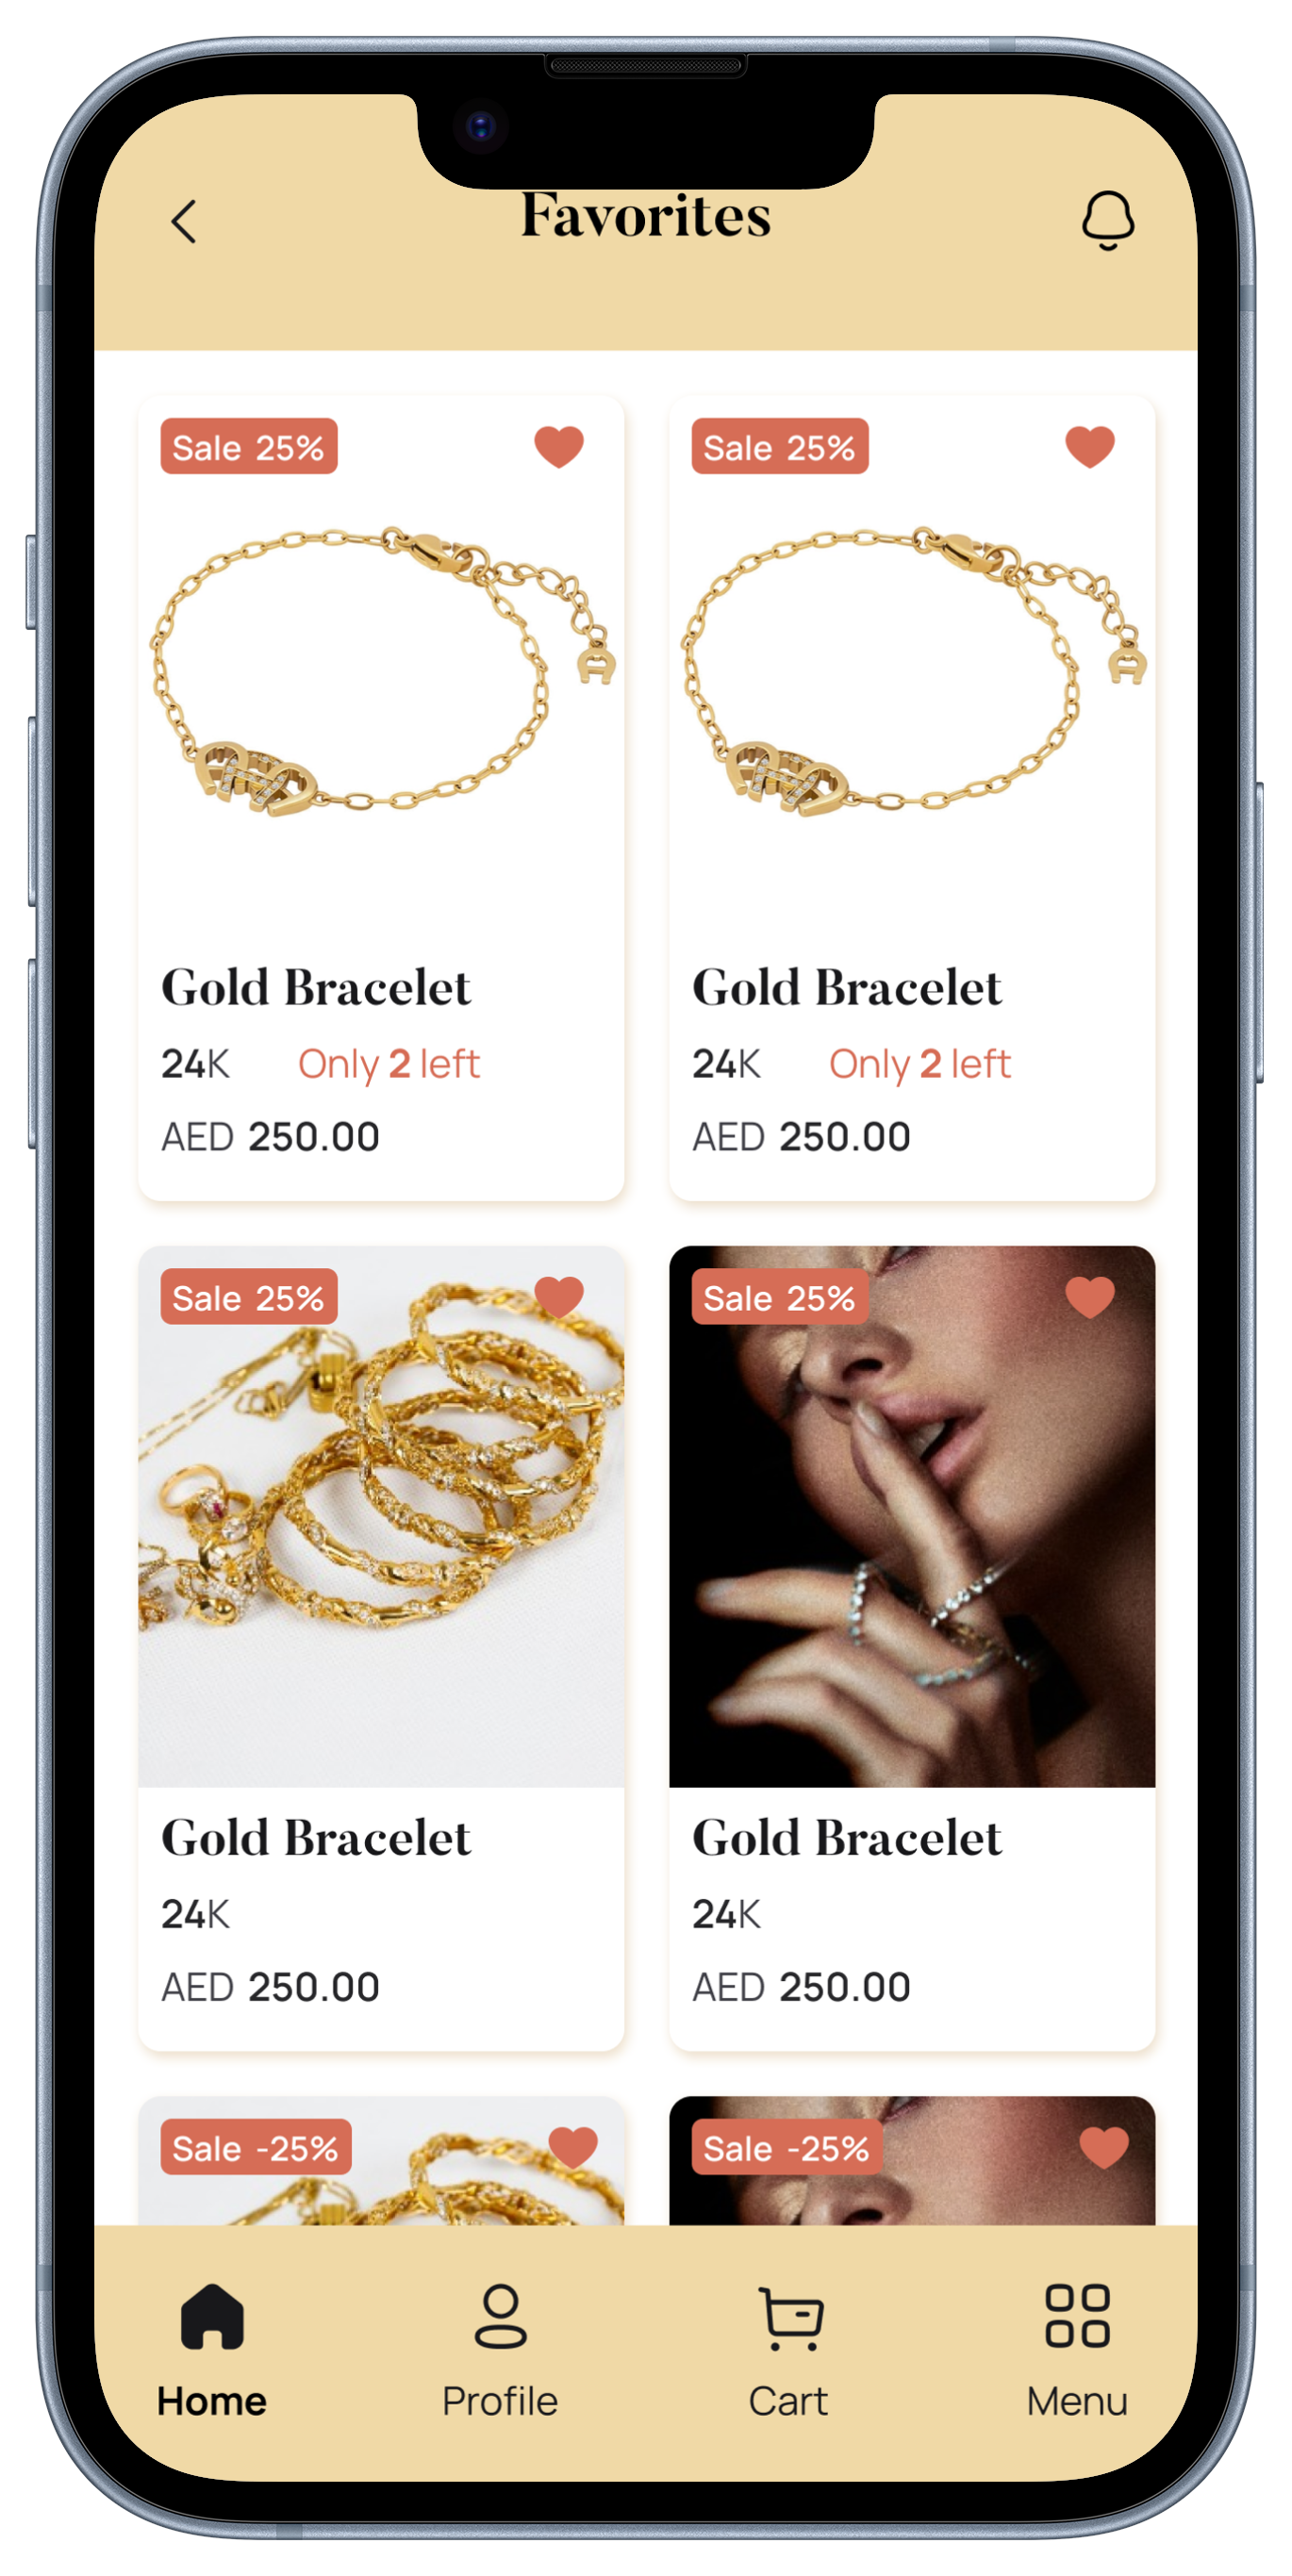 Favorites
Sale 25%
Sale 25%
Gold Bracelet
Gold Bracelet
24K Only 2 left
24K Only 2 left
AED 250.00
AED 250.00
Sale 25%
Sale 25%
Gold Bracelet
Gold Bracelet
24K
24K
AED 250.00
AED 250.00
Sale -25%
Sale -25%
Home
Profile
Cart
Menu